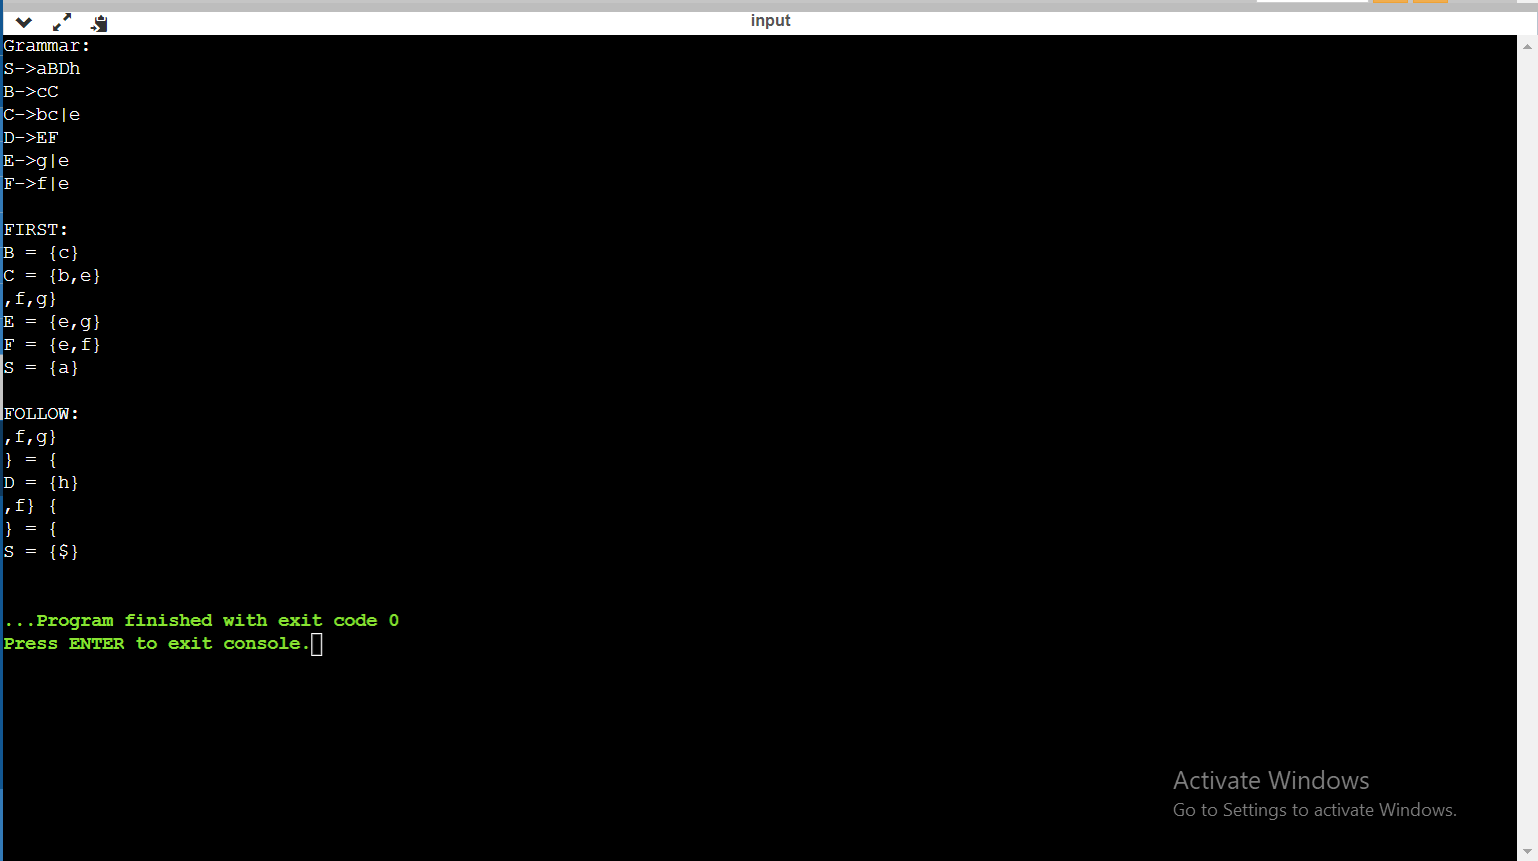 input
Grammar:
S->aBDh
B->cC
C->bc|e
D->EF
E->g|e
F->f|e
FIRST:
B = {c}
C = {b,e}
,f,g}
E = {e,g}
F = {e,f}
S = {a}
FOLLOW:
,f,g}
} = {
D = {h}
,f} {
} = {
S = {$}
...Program finished with exit code 0
Press ENTER to exit console.
Activate Windows
Go to Settings to activate Windows.